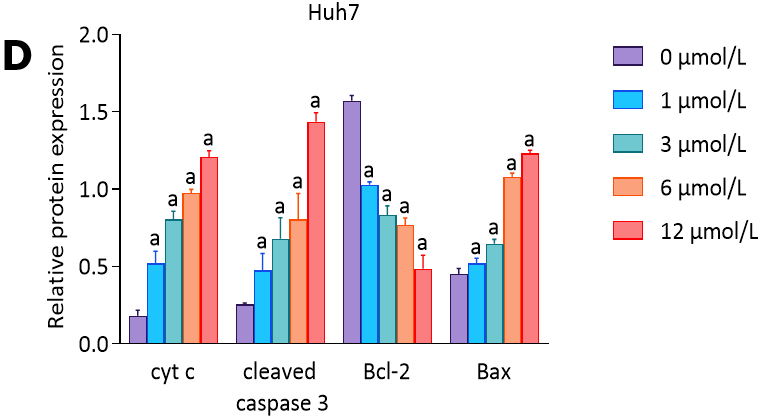 Huh7
D
Relative protein expression
2.0
1.5
1.0
0.5
0.0
a a a a
a a a a
a a a a
a a a a
cyt c
cleaved
caspase 3
Bcl-2
Bax
0 μmol/L
1 μmol/L
3 μmol/L
6 μmol/L
12 μmol/L